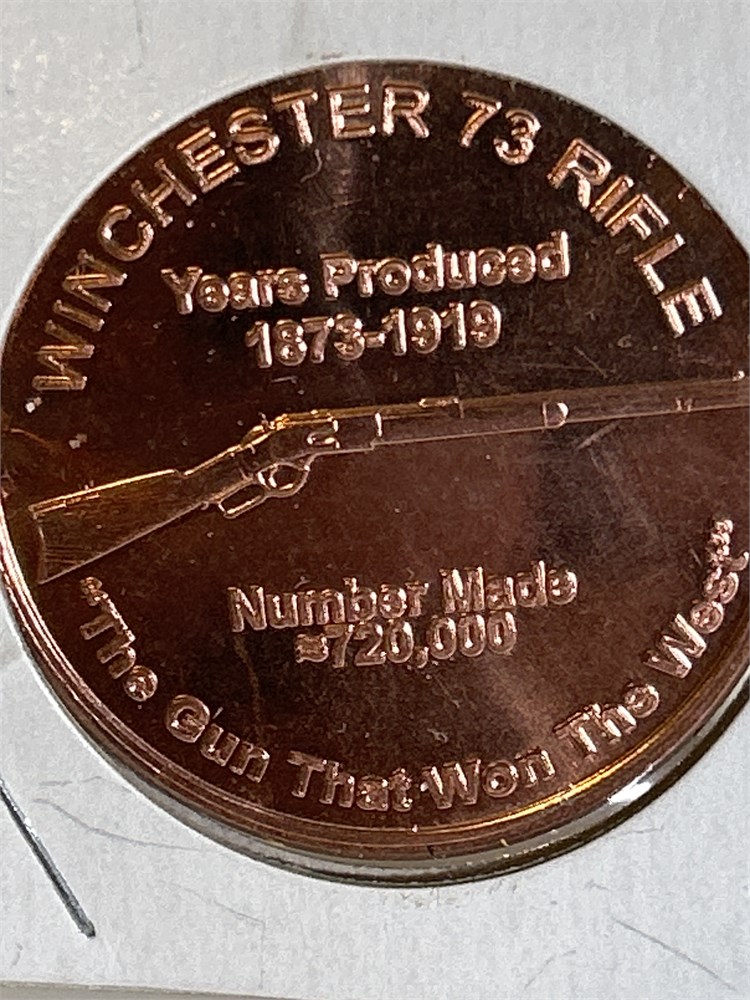 WINCHESTER 73 RIFLE
Years Produced
1873-1919
Number Made
≈720,000
"The Gun That Won The West"